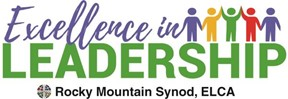 Excellence in
LEADERSHIP
Rocky Mountain Synod, ELCA